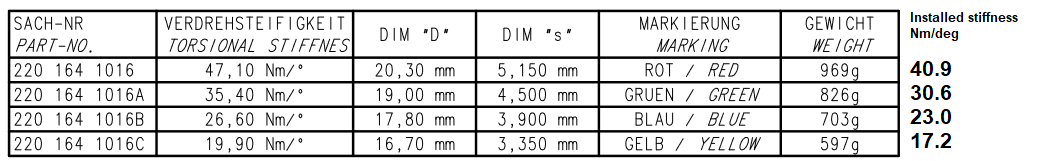 SACH-NR VERDREHSTEIFIGKEIT DIM "D" DIM "s" MARKIERUNG GEWICHT Installed stiffness
PART-NO. TORSIONAL STIFFNES MARKING WEIGHT Nm/deg
220 164 1016 47,10 Nm/° 20,30 mm 5,150 mm ROT / RED 969g 40.9
220 164 1016A 35,40 Nm/° 19,00 mm 4,500 mm GRUEN / GREEN 826g 30.6
220 164 1016B 26,60 Nm/° 17,80 mm 3,900 mm BLAU / BLUE 703g 23.0
220 164 1016C 19,90 Nm/° 16,70 mm 3,350 mm GELB / YELLOW 597g 17.2